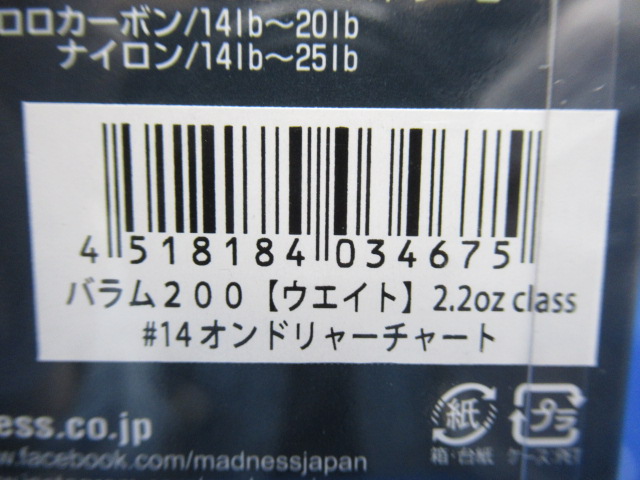 ロロカーボン/14lb～20lb
ナイロン/14lb～25lb
4 518184 034675
バラム200【ウエイト】2.2oz class
#14オンドリャーチャート
ess.co.jp
www.facebook.com/madnessjapan
紙
プラ
箱・台紙